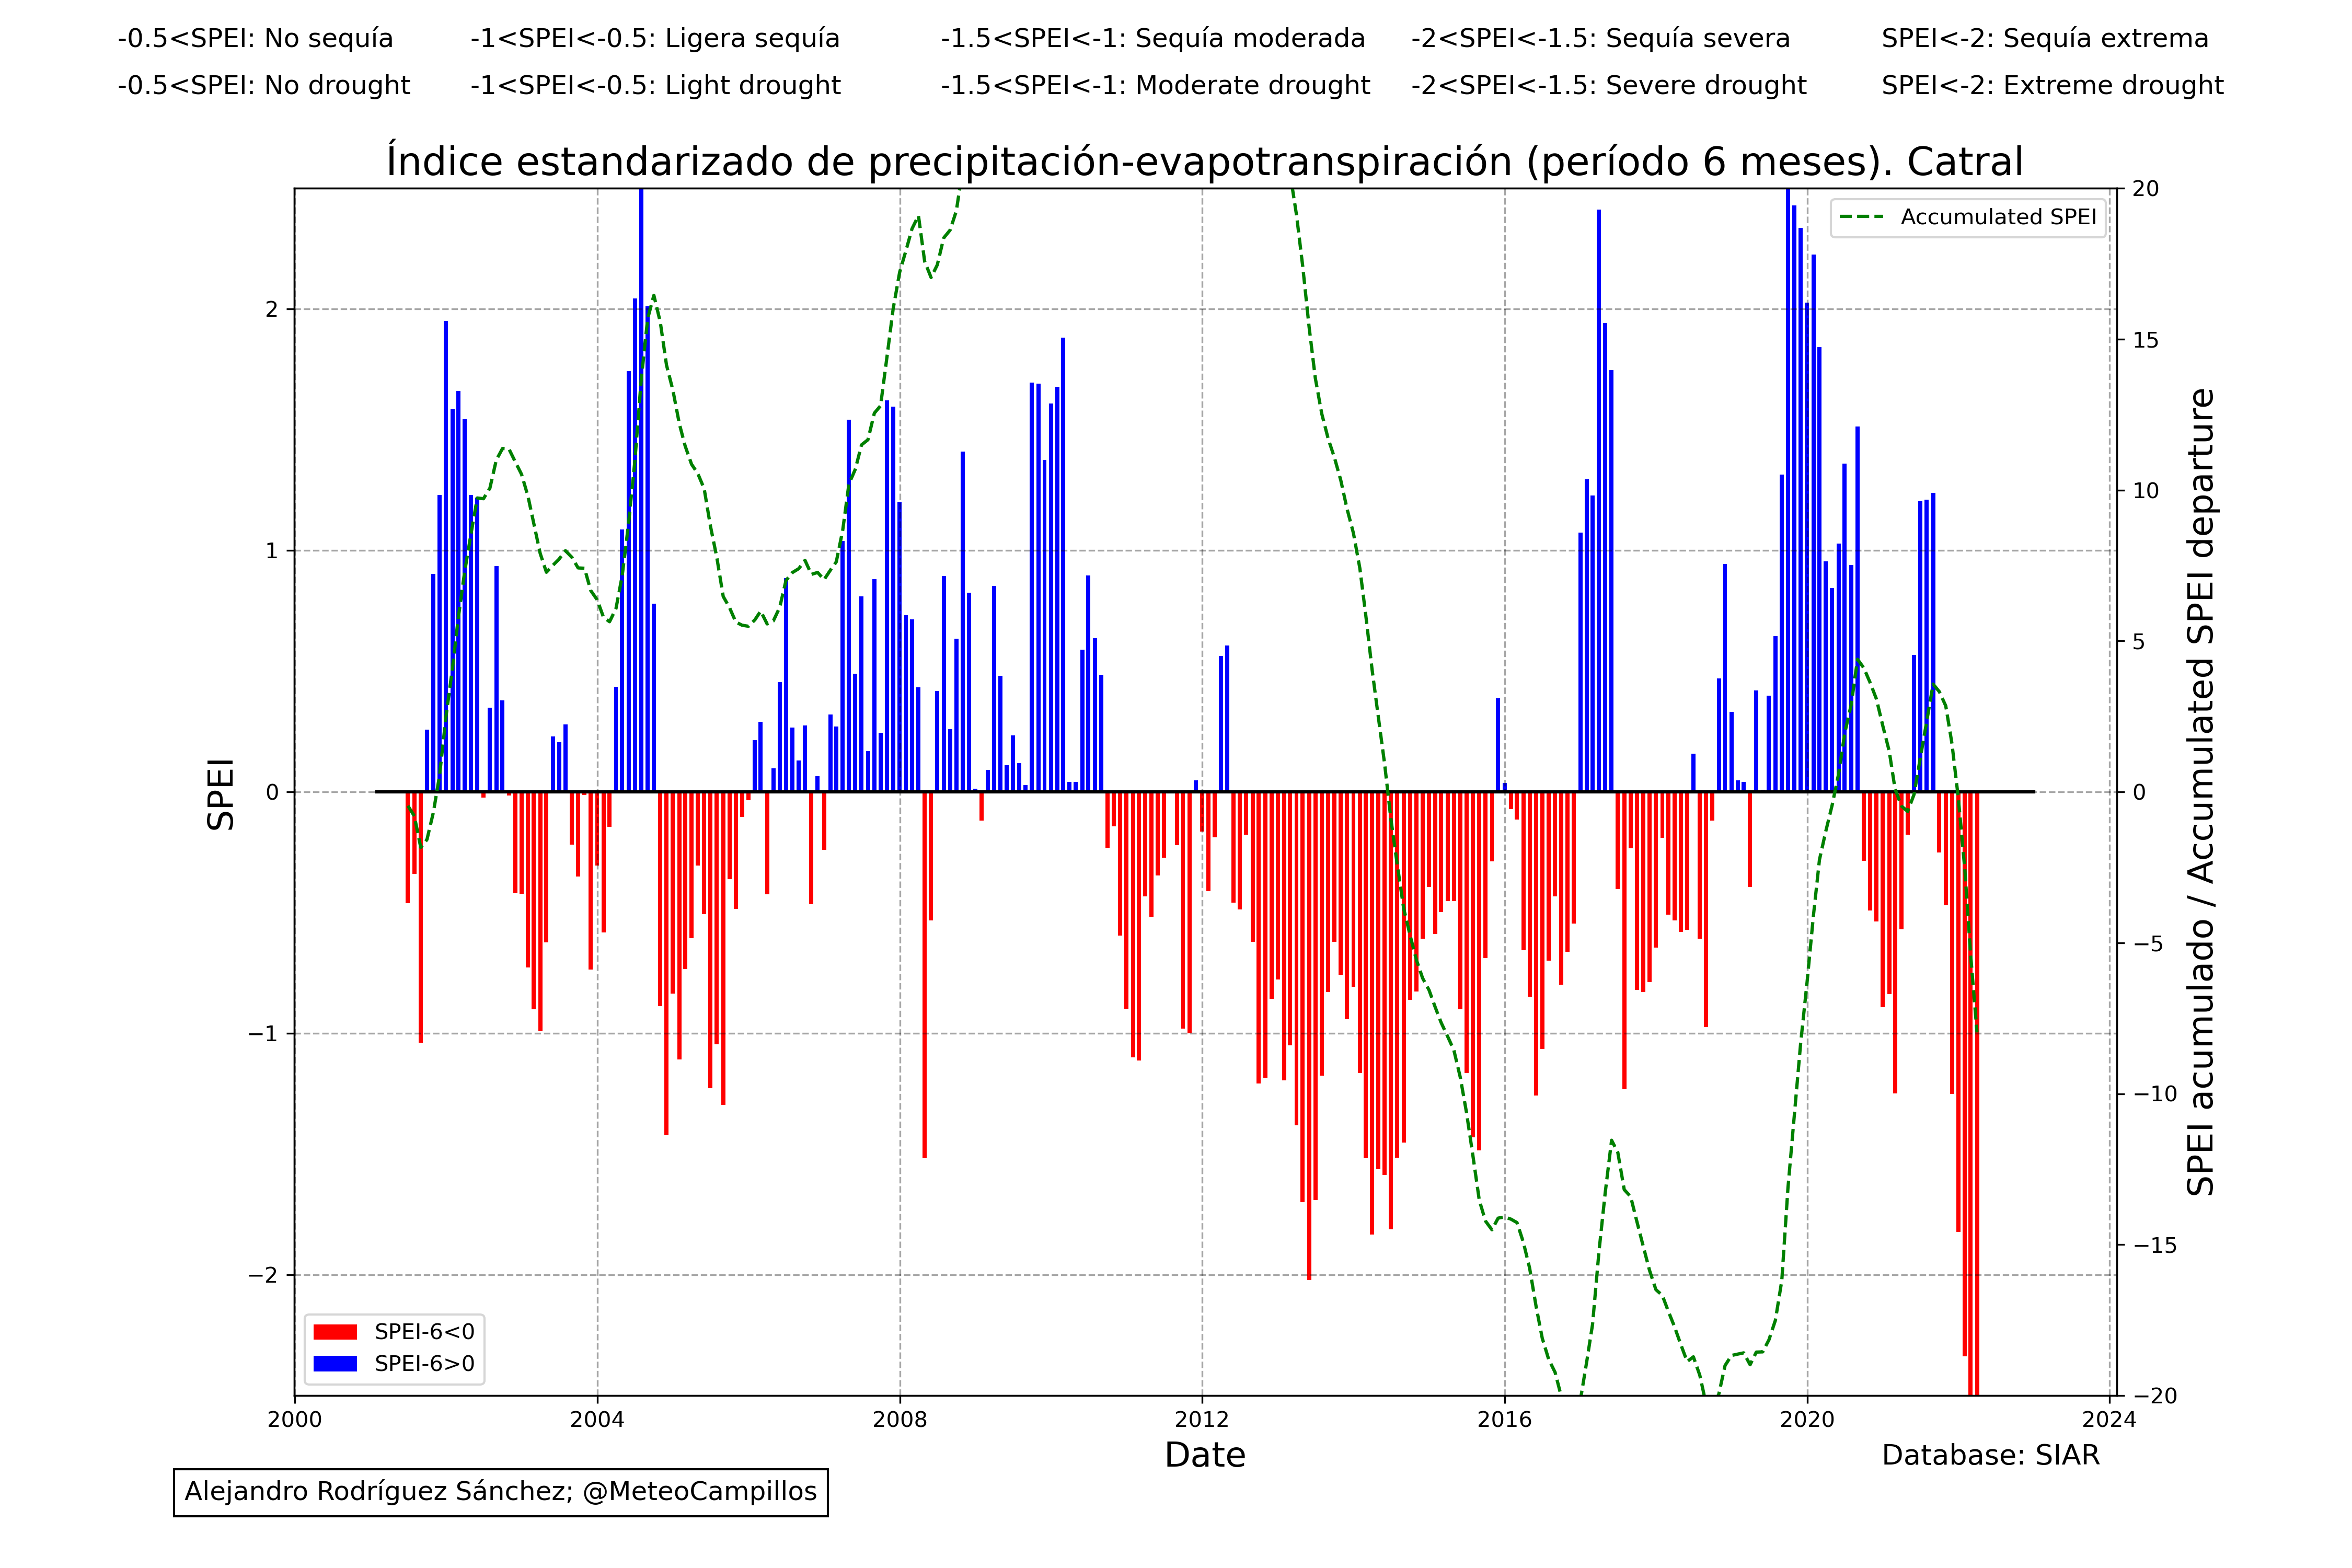 -0.5<SPEI: No sequía
-1<SPEI<-0.5: Ligera sequía
-1.5<SPEI<-1: Sequía moderada
-2<SPEI<-1.5: Sequía severa
SPEI<-2: Sequía extrema
-0.5<SPEI: No drought
-1<SPEI<-0.5: Light drought
-1.5<SPEI<-1: Moderate drought
-2<SPEI<-1.5: Severe drought
SPEI<-2: Extreme drought
Índice estandarizado de precipitación-evapotranspiración (período 6 meses). Catral
Accumulated SPEI
SPEI
2
1
0
−1
−2
20
15
10
5
0
−5
−10
−15
−20
SPEI acumulado / Accumulated SPEI departure
SPEI-6<0
SPEI-6>0
2000
2004
2008
2012
2016
2020
2024
Date
Database: SIAR
Alejandro Rodríguez Sánchez; @MeteoCampillos